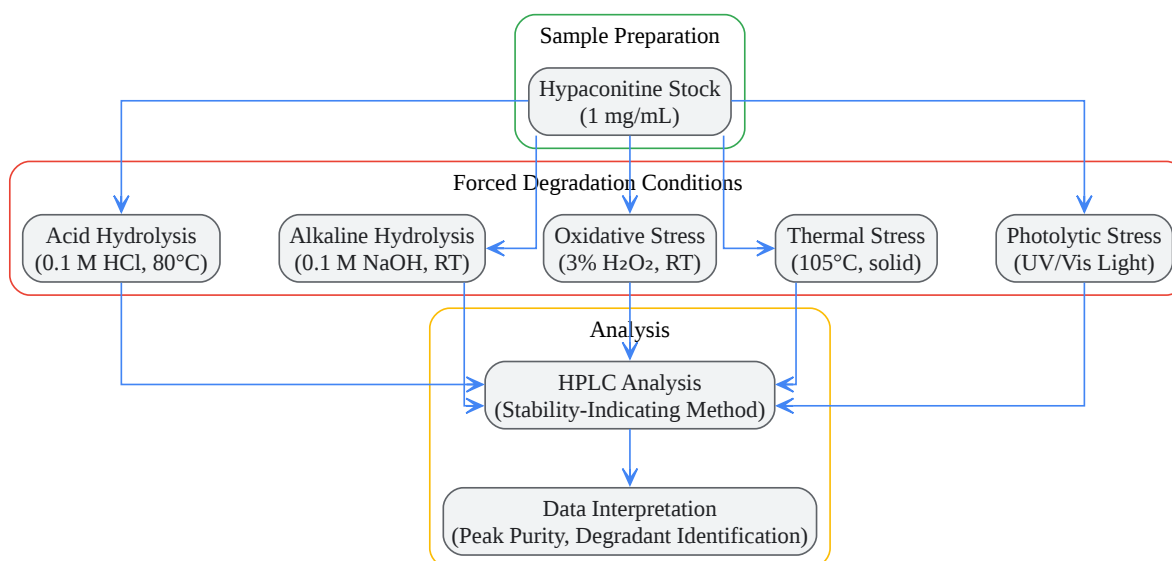 Sample Preparation
Hypaconitine Stock
(1 mg/mL)
Forced Degradation Conditions
Acid Hydrolysis
(0.1 M HCl, 80°C)
Alkaline Hydrolysis
(0.1 M NaOH, RT)
Oxidative Stress
(3% H₂O₂, RT)
Thermal Stress
(105°C, solid)
Photolytic Stress
(UV/Vis Light)
Analysis
HPLC Analysis
(Stability-Indicating Method)
Data Interpretation
(Peak Purity, Degradant Identification)